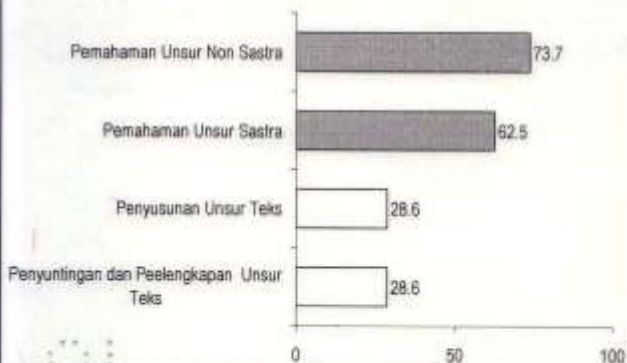 Pemahaman Unsur Non Sastra
73.7
Pemahaman Unsur Sastra
62.5
Penyusunan Unsur Teks
28.6
Penyuntingan dan Peelengkapan Unsur
Teks
28.6
0
50
100